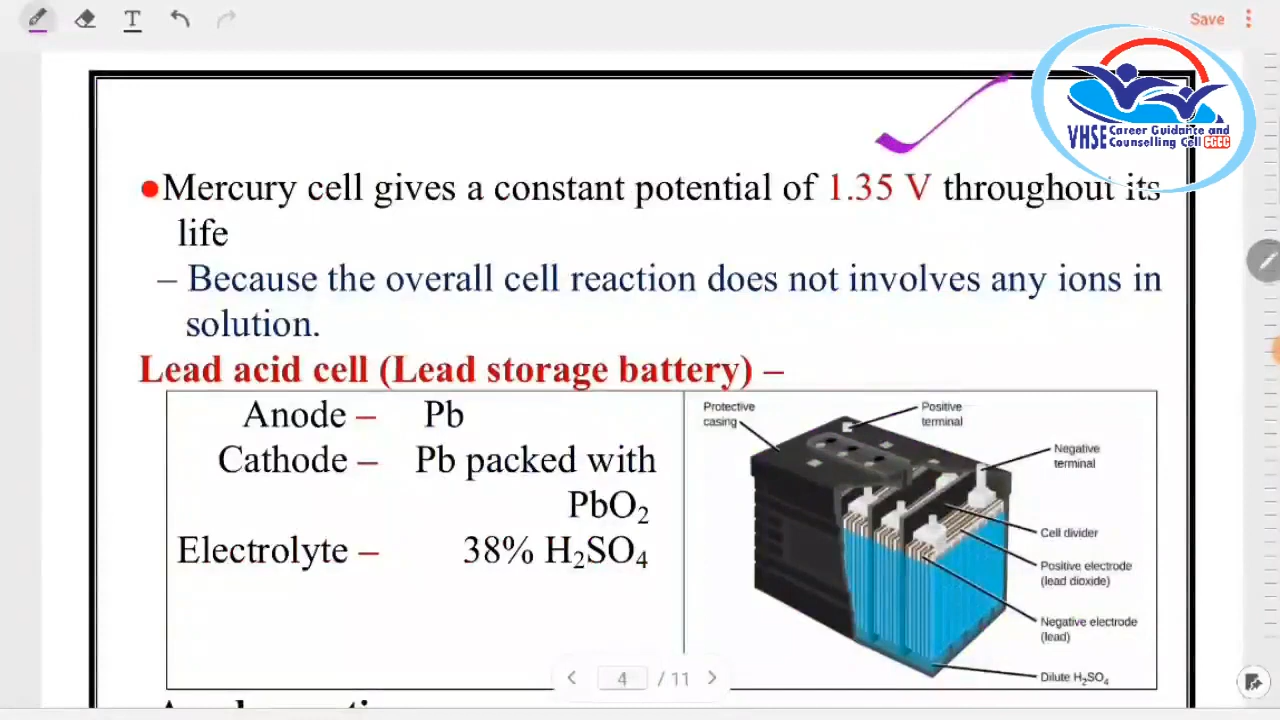 T
Save
VHSE Career Guidance and
Counselling Cell CGCC
●Mercury cell gives a constant potential of 1.35 V throughout its
life
– Because the overall cell reaction does not involves any ions in
solution.
Lead acid cell (Lead storage battery) –
Anode – Pb
Cathode – Pb packed with
PbO₂
Electrolyte – 38% H₂SO₄
Protective
casing
Positive
terminal
Negative
terminal
Cell divider
Positive electrode
(lead dioxide)
Negative electrode
(lead)
Dilute H₂SO₄
< 4 / 11 >